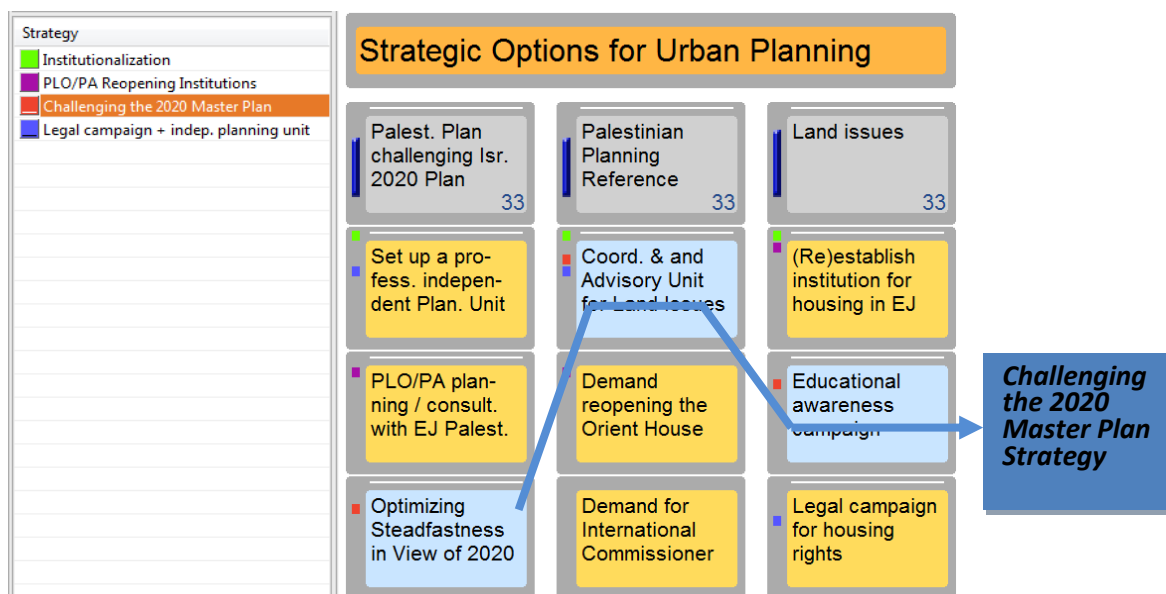 Strategy
Institutionalization
PLO/PA Reopening Institutions
Challenging the 2020 Master Plan
Legal campaign + indep. planning unit
Strategic Options for Urban Planning
Palest. Plan
challenging Isr.
2020 Plan
33
Palestinian
Planning
Reference
33
Land issues
33
Set up a pro-
fess. indepen-
dent Plan. Unit
Coord. & and
Advisory Unit
for Land Issues
(Re)establish
institution for
housing in EJ
PLO/PA plan-
ning / consult.
with EJ Palest.
Demand
reopening the
Orient House
Educational
awareness
campaign
Optimizing
Steadfastness
in View of 2020
Demand for
International
Commissioner
Legal campaign
for housing
rights
Challenging
the 2020
Master Plan
Strategy